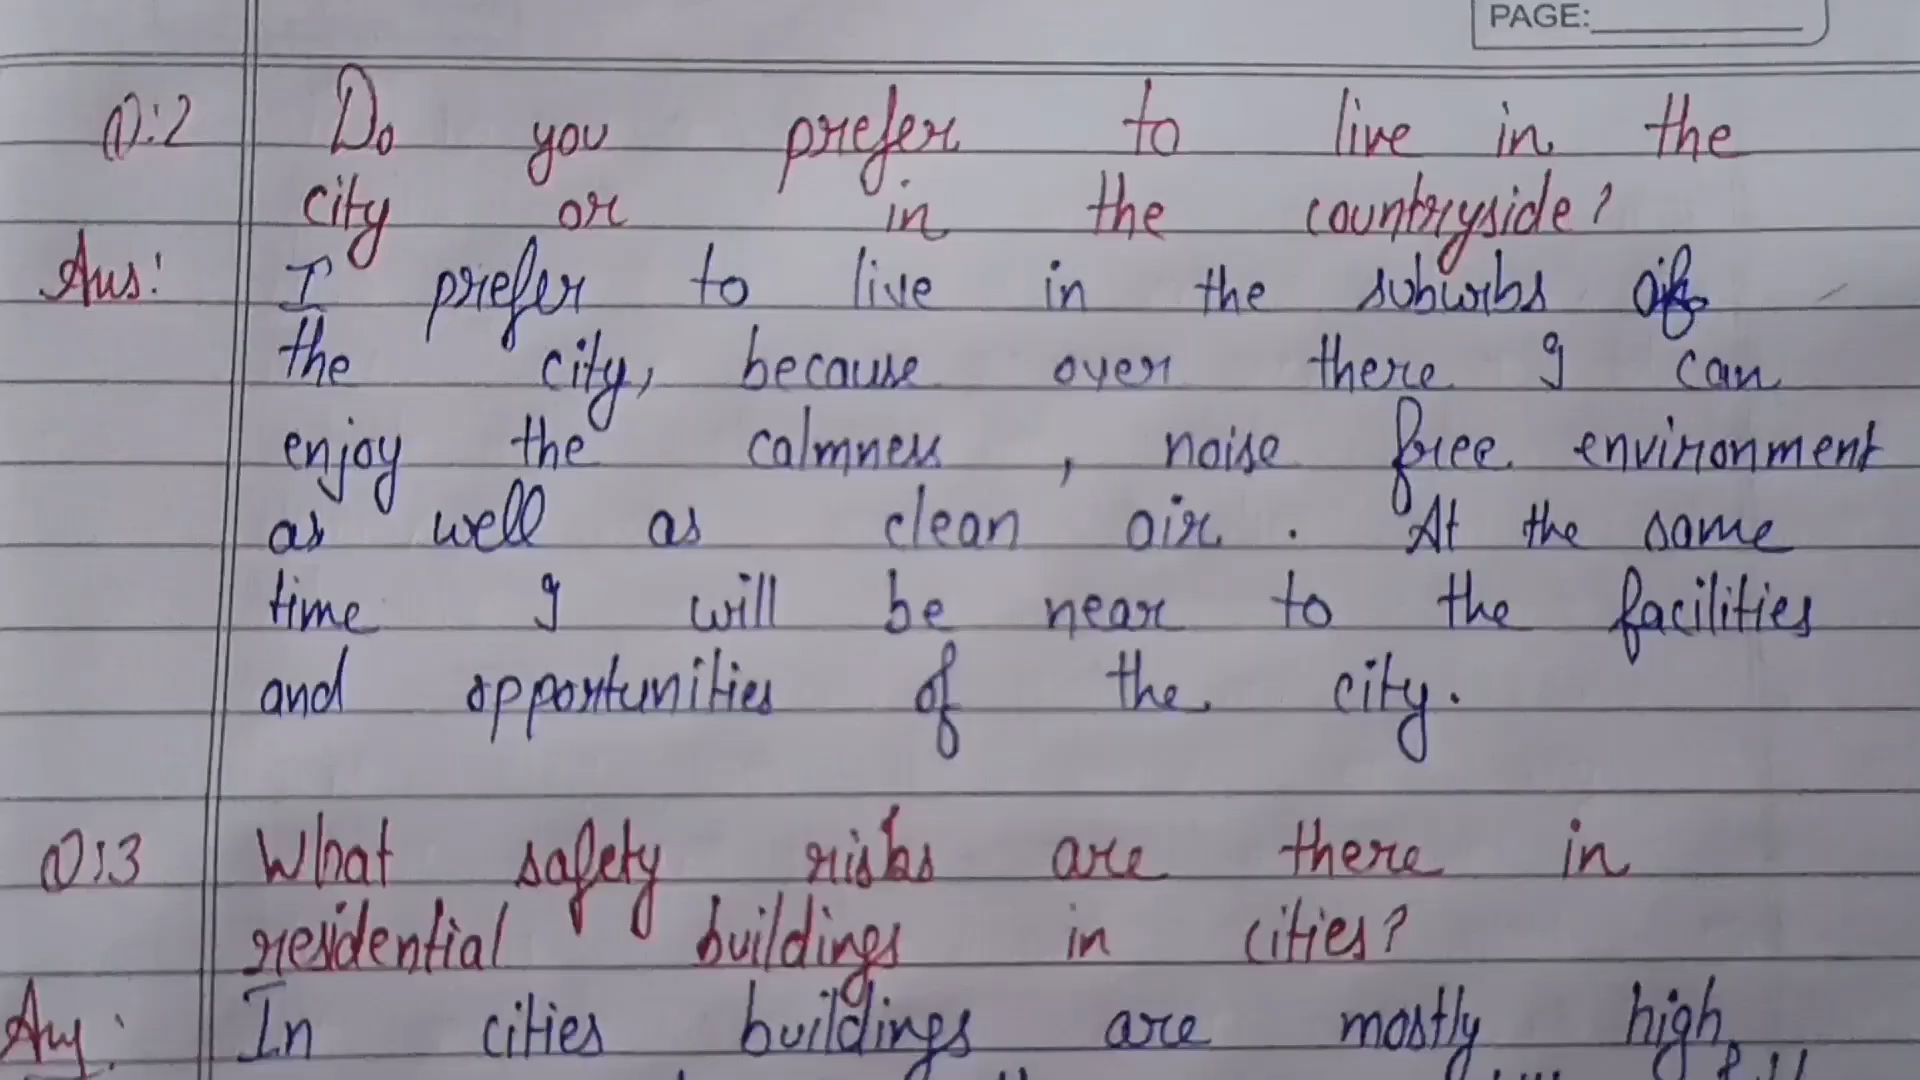 PAGE:
Q:2 Do you prefer to live in the
city or in the countryside?
Ans: I prefer to live in the suburbs of
the city, because over there I can
enjoy the calmness , noise free environment
as well as clean air . At the same
time I will be near to the facilities
and opportunities of the city.
Q:3 What safety risks are there in
residential buildings in cities?
Ans: In cities buildings are mostly high